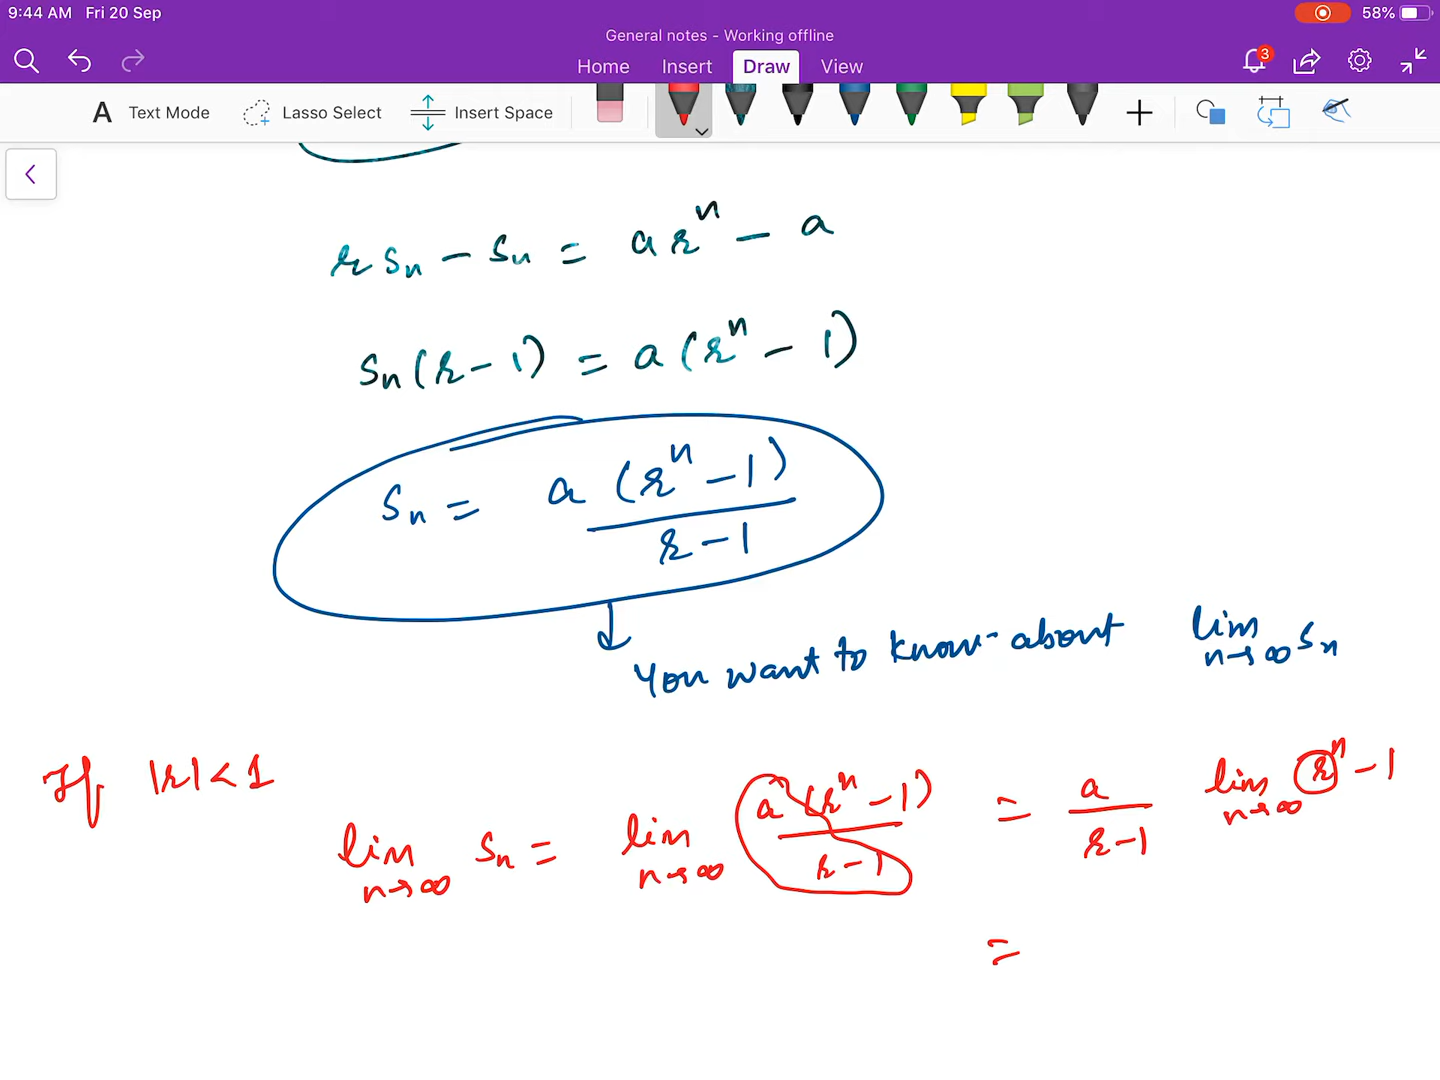 9:44 AM Fri 20 Sep
58%
General notes - Working offline
Home Insert Draw View
3
A Text Mode Lasso Select Insert Space
r Sn - Sn = a r^n - a
Sn (r - 1) = a (r^n - 1)
Sn = a (r^n - 1) / r - 1
You want to know about lim n→∞ Sn
If |r| < 1
lim n→∞ Sn = lim n→∞ a (r^n - 1) / r - 1 = a / r - 1 lim n→∞ r^n - 1
=